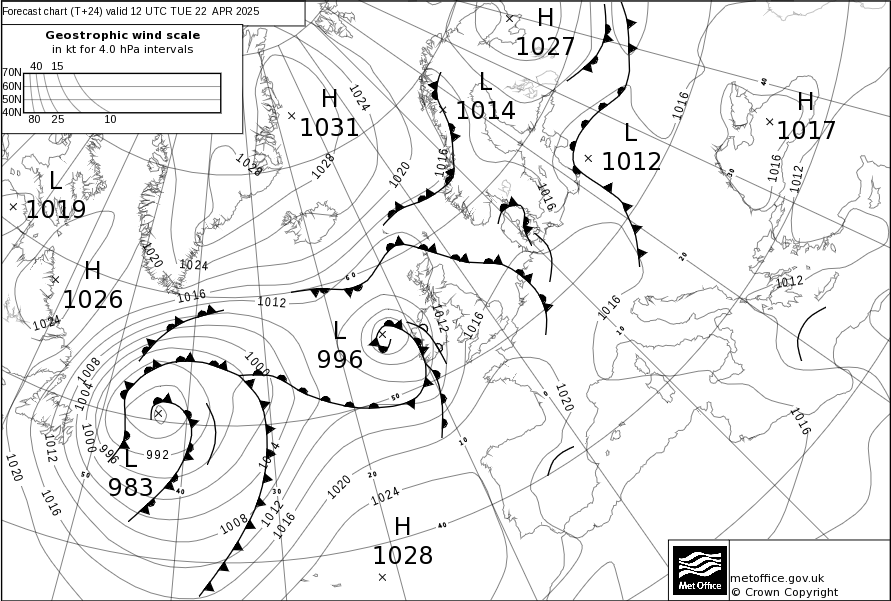 Forecast chart (T+24) valid 12 UTC TUE 22 APR 2025
Geostrophic wind scale
in kt for 4.0 hPa intervals
40 15
70N
60N
50N
40N
80 25 10
H
1027
L
1014
H
1031
H
1017
L
1012
L
1019
H
1026
L
996
L
983
H
1028
1024
1028
1028
1020
1016
1016
1016
1016
1012
1020
1024
1016
1012
1024
1012
1016
1016
1012
1008
1004
1000
996
992
1000
1012
1016
1020
1020
1016
1004
1008
1012
1016
1020
1024
40
30
20
10
0
10
20
30
40
50
50
60
40
Met Office
metoffice.gov.uk
© Crown Copyright